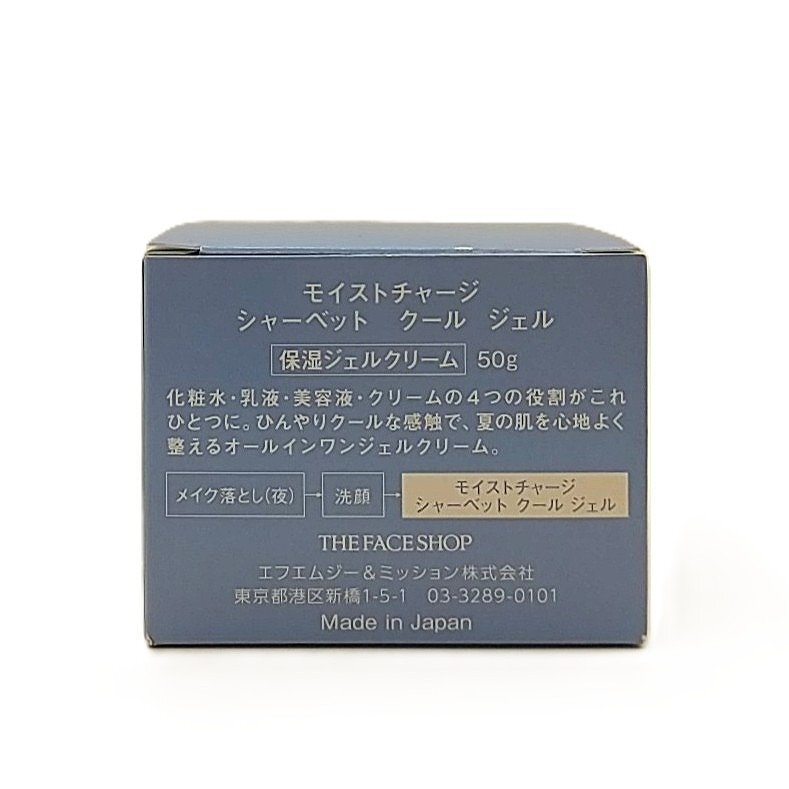 モイストチャージ
シャーベット クール ジェル
保湿ジェルクリーム 50g
化粧水・乳液・美容液・クリームの4つの役割がこれ
ひとつに。ひんやりクールな感触で、夏の肌を心地よく
整えるオールインワンジェルクリーム。
メイク落とし(夜)→洗顔→モイストチャージ
シャーベット クール ジェル
THE FACE SHOP
エフエムジー&ミッション株式会社
東京都港区新橋1-5-1 03-3289-0101
Made in Japan